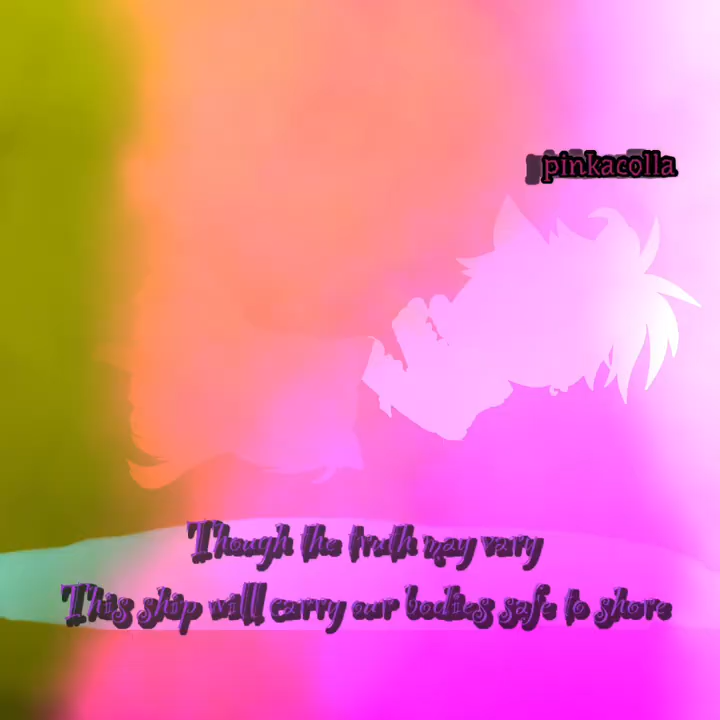 pinkacolla
Though the truth may vary
This ship will carry our bodies safe to shore